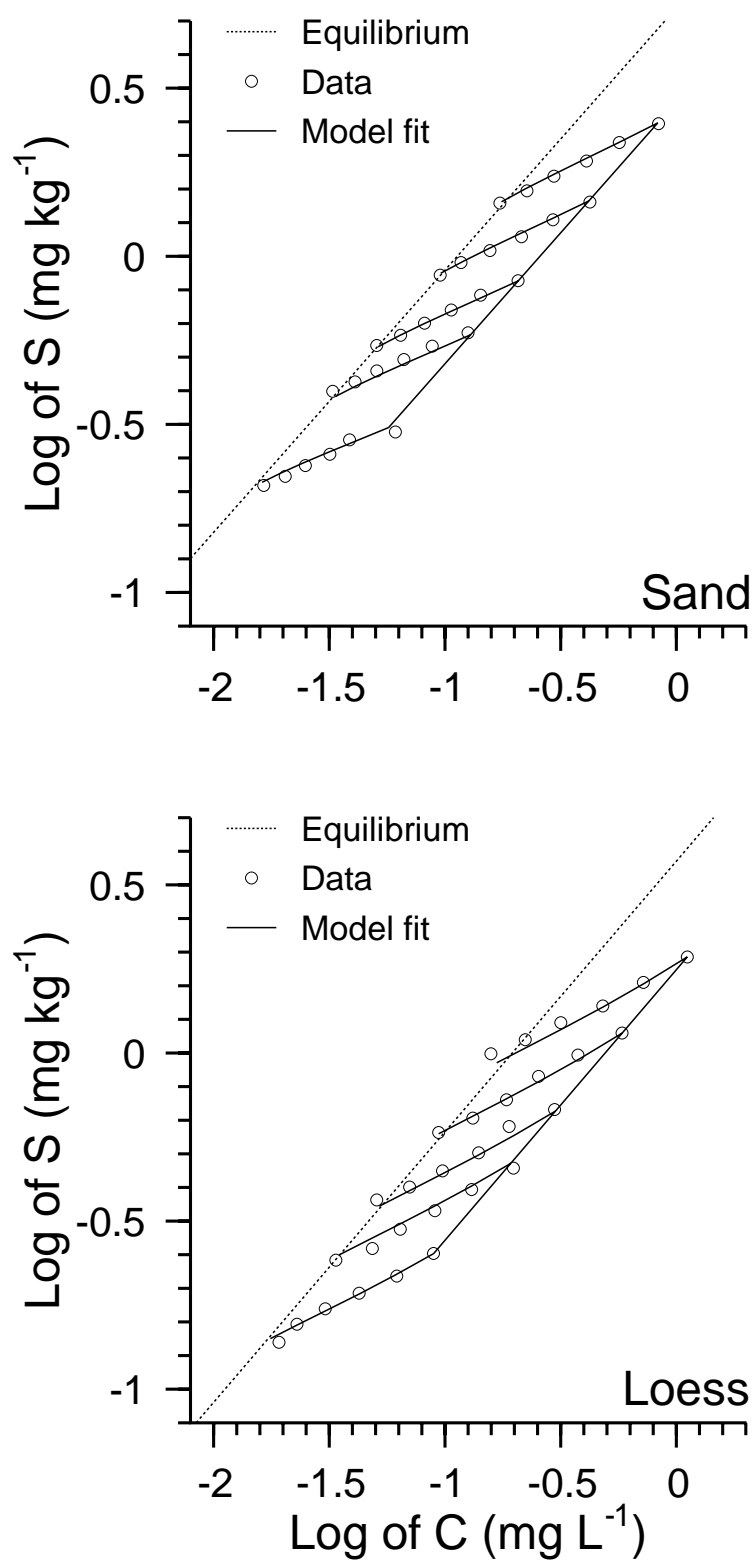 Equilibrium
Data
Model fit
0.5
0
-0.5
-1
Log of S (mg kg⁻¹)
Sand
-2 -1.5 -1 -0.5 0
Equilibrium
Data
Model fit
0.5
0
-0.5
-1
Log of S (mg kg⁻¹)
Loess
-2 -1.5 -1 -0.5 0
Log of C (mg L⁻¹)